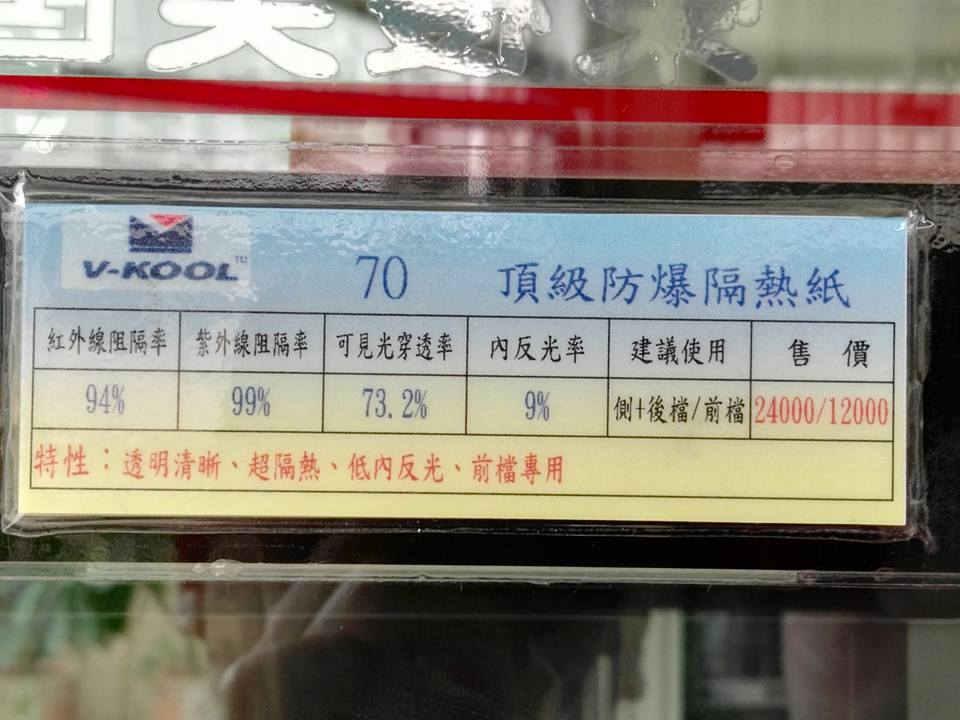 V-KOOL™ 70 頂級防爆隔熱紙
紅外線阻隔率 紫外線阻隔率 可見光穿透率 內反光率 建議使用 售 價
94% 99% 73.2% 9% 側+後檔/前檔 24000/12000
特性：透明清晰、超隔熱、低內反光、前檔專用